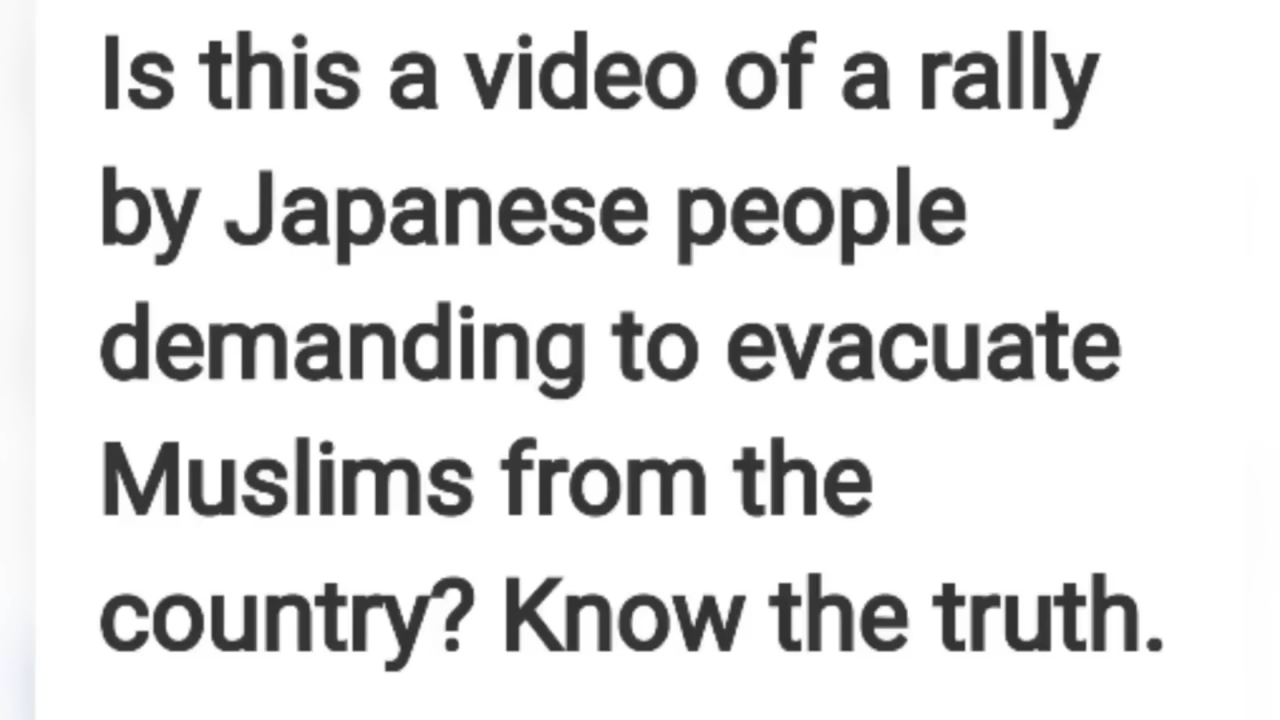 Is this a video of a rally
by Japanese people
demanding to evacuate
Muslims from the
country? Know the truth.